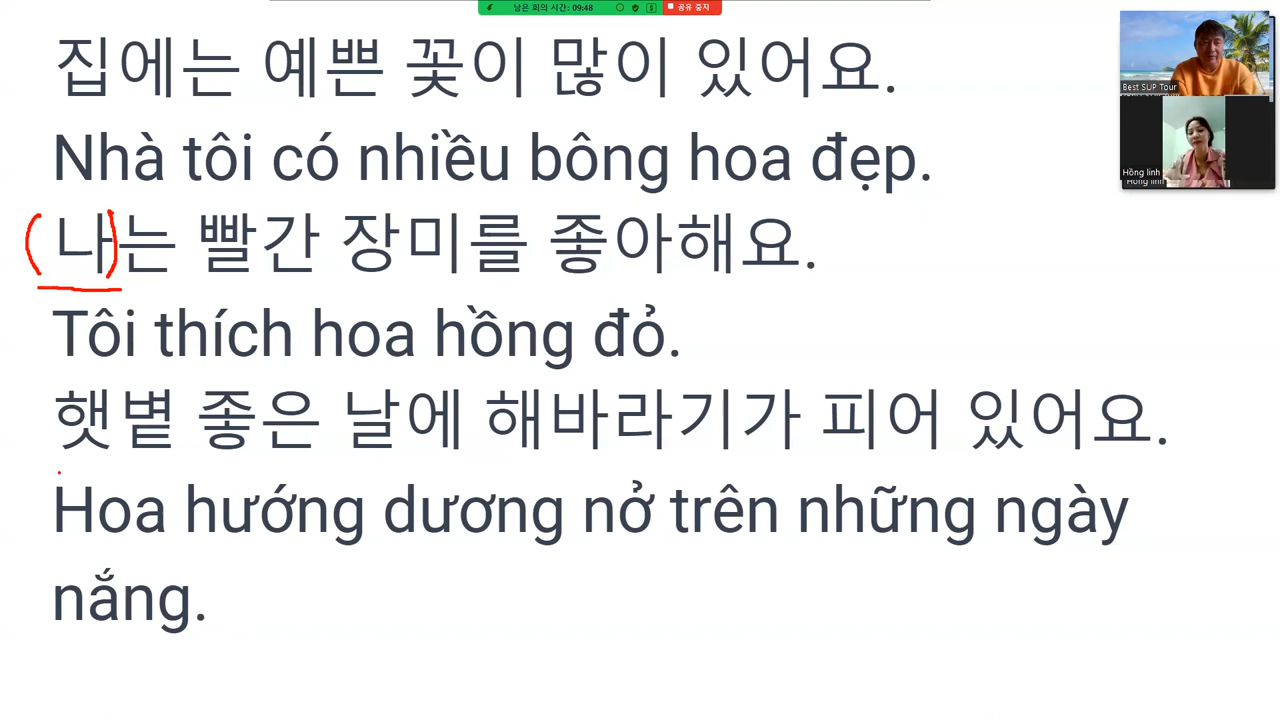 남은 회의 시간: 09:48 공유 중지
집에는 예쁜 꽃이 많이 있어요.
Nhà tôi có nhiều bông hoa đẹp.
(나)는 빨간 장미를 좋아해요.
Tôi thích hoa hồng đỏ.
햇볕 좋은 날에 해바라기가 피어 있어요.
Hoa hướng dương nở trên những ngày
nắng.
Best SUP Tour
Hồng linh
Hồng linh